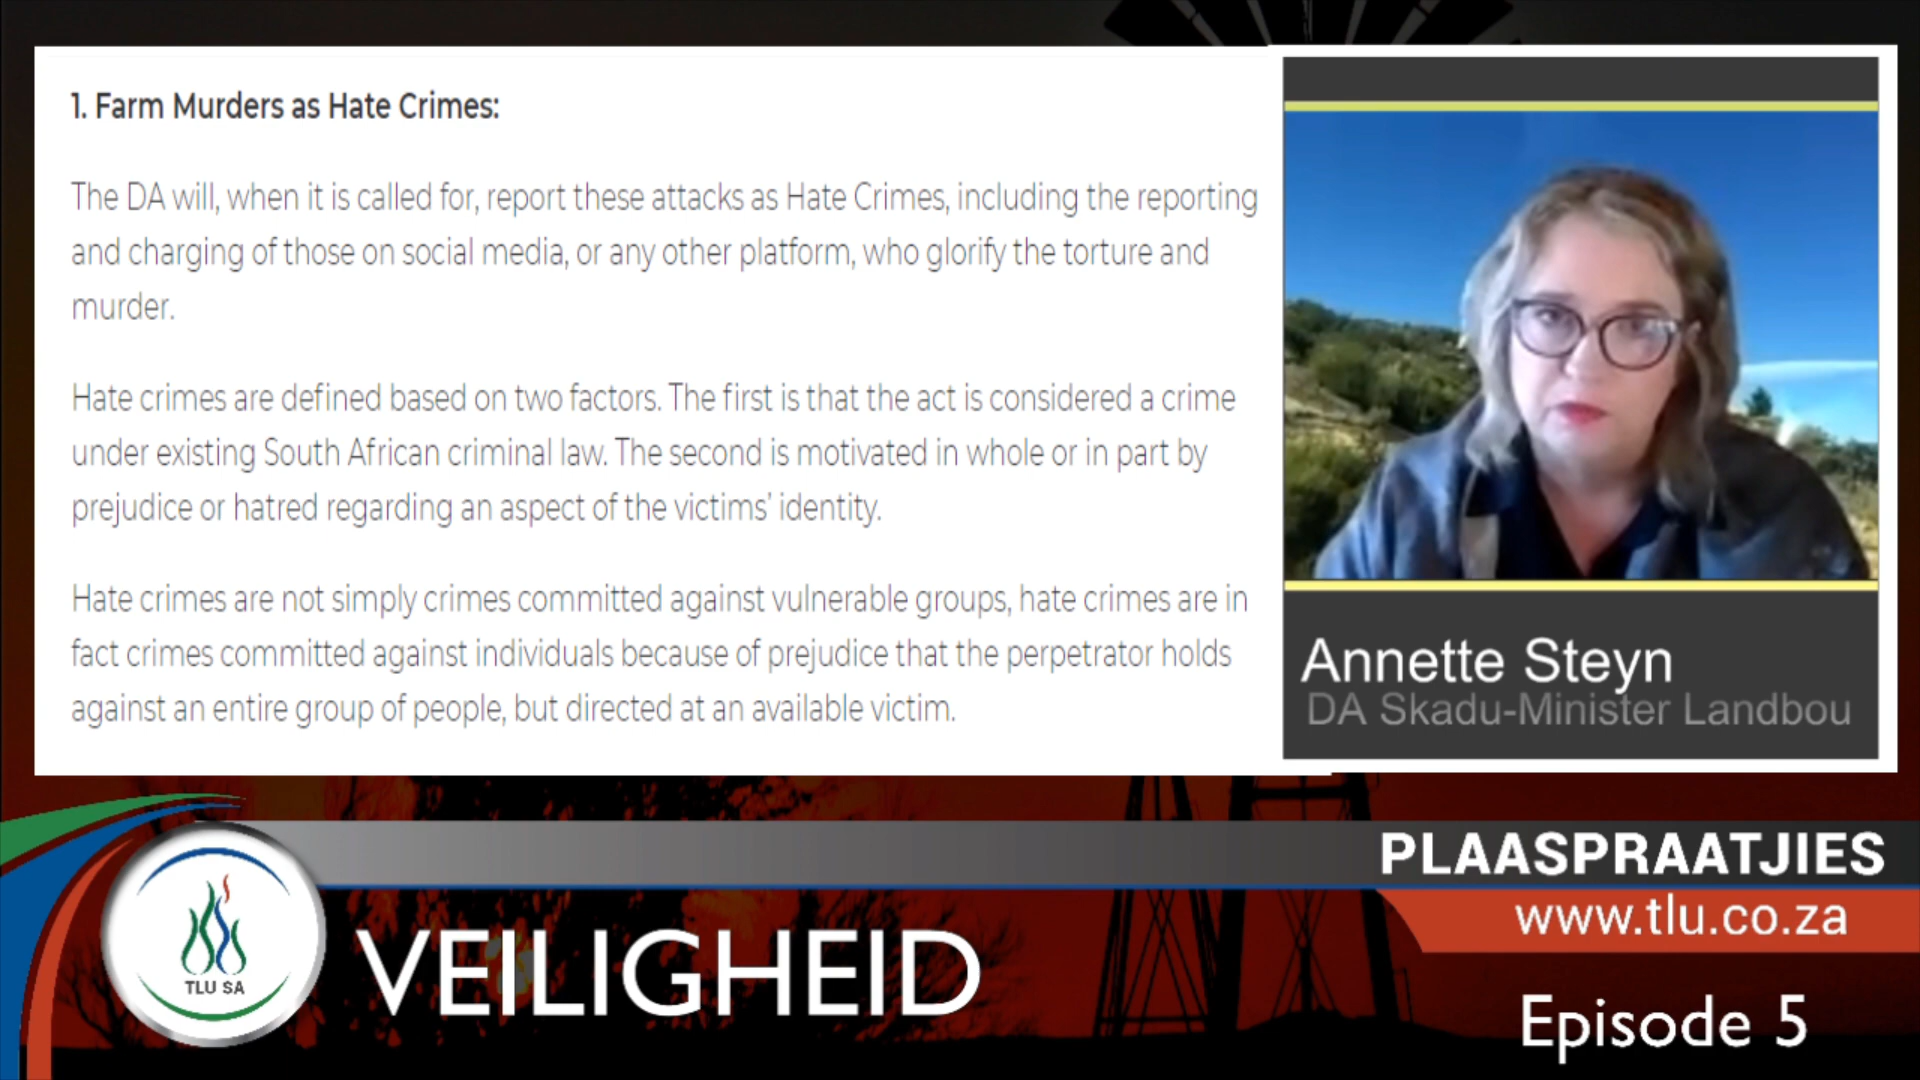 1. Farm Murders as Hate Crimes:
The DA will, when it is called for, report these attacks as Hate Crimes, including the reporting
and charging of those on social media, or any other platform, who glorify the torture and
murder.
Hate crimes are defined based on two factors. The first is that the act is considered a crime
under existing South African criminal law. The second is motivated in whole or in part by
prejudice or hatred regarding an aspect of the victims' identity.
Hate crimes are not simply crimes committed against vulnerable groups, hate crimes are in
fact crimes committed against individuals because of prejudice that the perpetrator holds
against an entire group of people, but directed at an available victim.
Annette Steyn
DA Skadu-Minister Landbou
PLAASPRAATJIES
www.tlu.co.za
TLU SA
VEILIGHEID
Episode 5